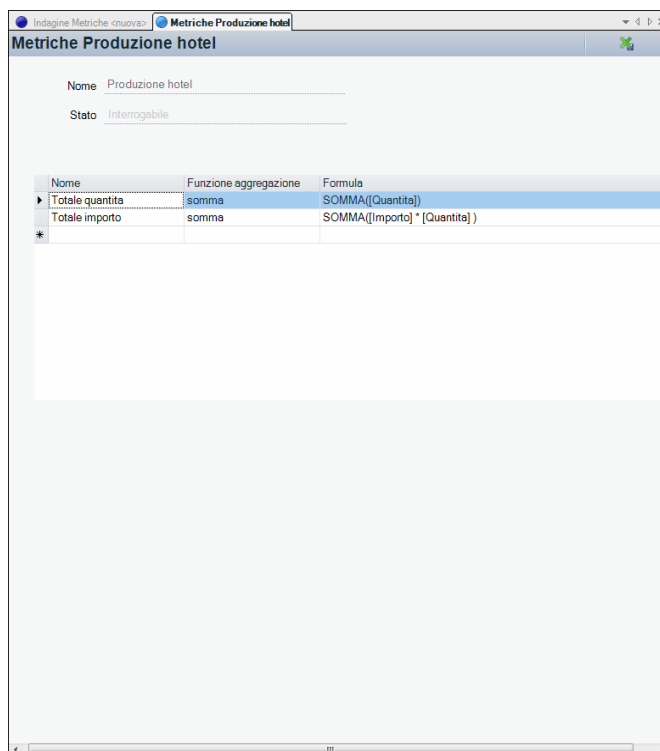 Indagine Metriche <nuova> Metriche Produzione hotel
Metriche Produzione hotel
Nome Produzione hotel
Stato Interrogabile
Nome Funzione aggregazione Formula
Totale quantita somma SOMMA([Quantita])
Totale importo somma SOMMA([Importo] * [Quantita] )